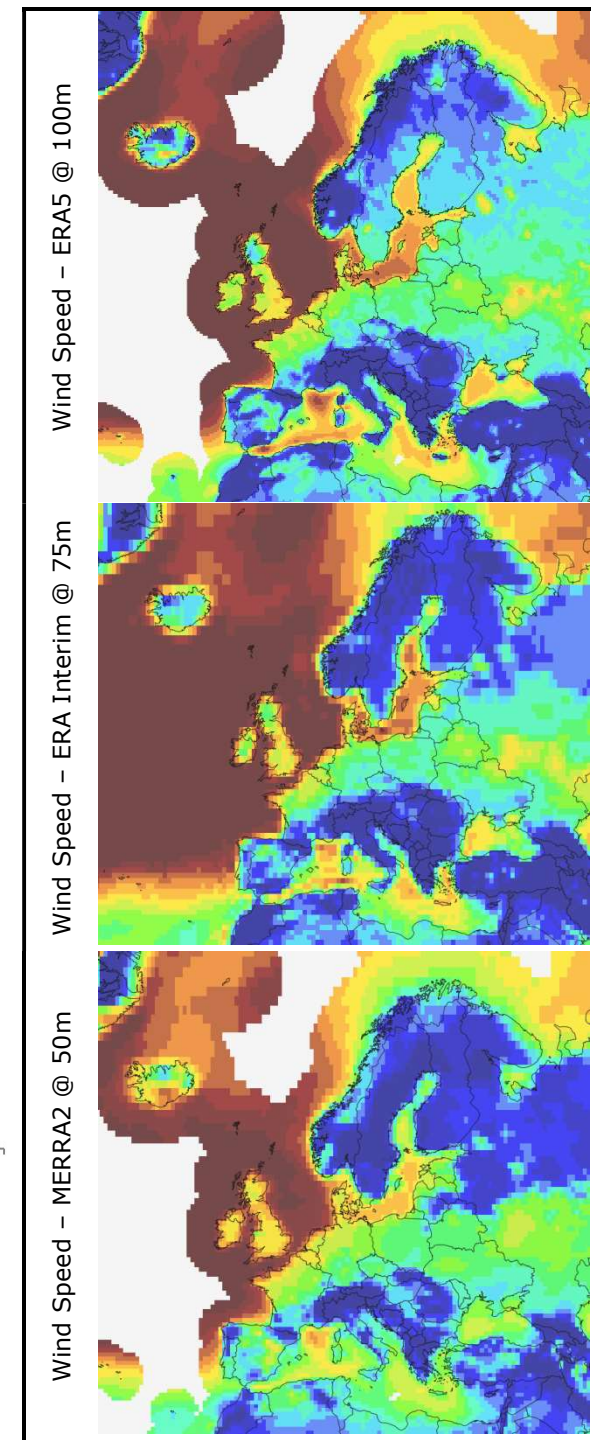 Wind Speed – ERA5 @ 100m
Wind Speed – ERA Interim @ 75m
Wind Speed – MERRA2 @ 50m